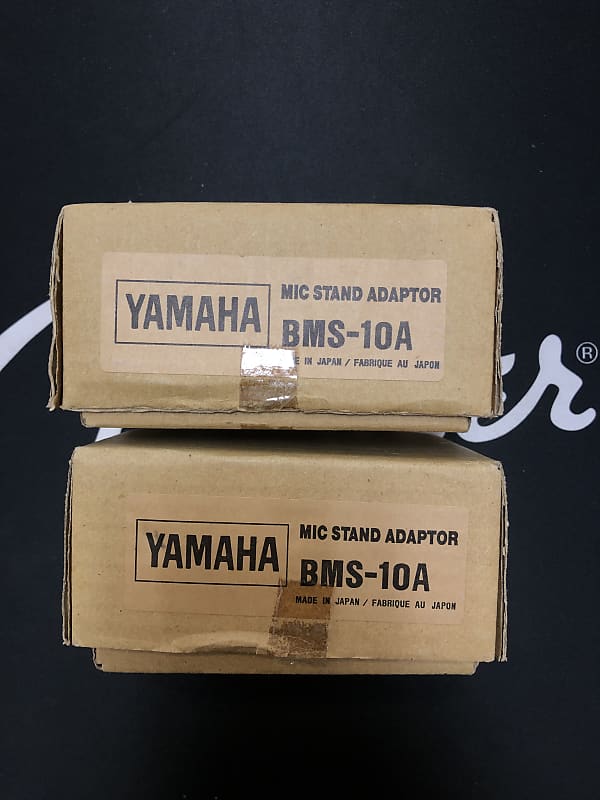 YAMAHA
MIC STAND ADAPTOR
BMS-10A
IN JAPAN / FABRIQUE AU JAPON
®
YAMAHA
MIC STAND ADAPTOR
BMS-10A
MADE IN JAPAN / FABRIQUE AU JAPON